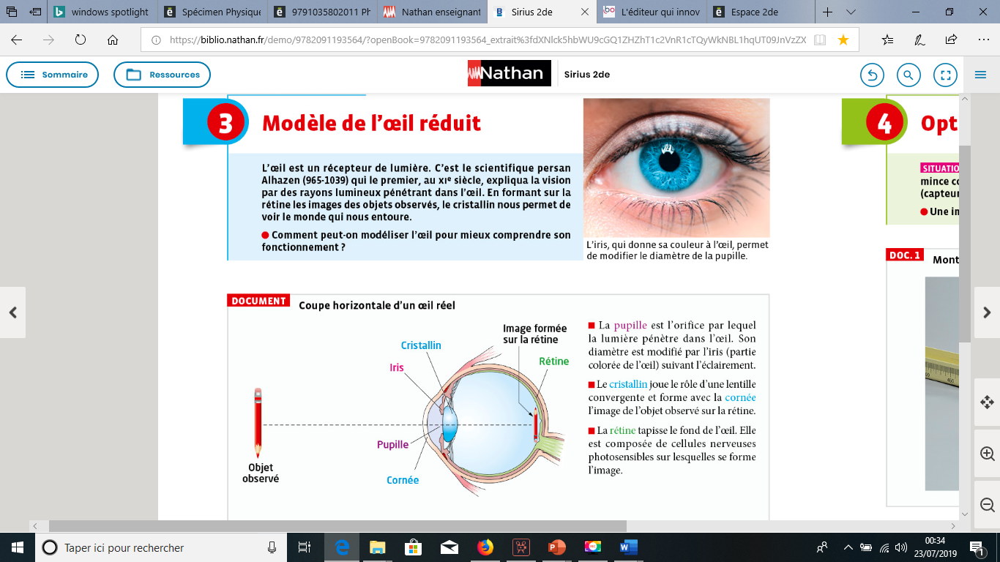 windows spotlight
Spécimen Physique
9791035802011 Ph
Nathan enseignant
Sirius 2de
L'éditeur qui innov
Espace 2de
https://biblio.nathan.fr/demo/9782091193564/?openBook=9782091193564_extrait%3fdXNlck5hbWU9cGQ1ZHZhT1c2VnR1cTQyWkNBL1hqUT09JnVzZX
Sommaire
Ressources
Nathan
Sirius 2de
3
Modèle de l'œil réduit
L'œil est un récepteur de lumière. C'est le scientifique persan
Alhazen (965-1039) qui le premier, au XIe siècle, expliqua la vision
par des rayons lumineux pénétrant dans l'œil. En formant sur la
rétine les images des objets observés, le cristallin nous permet de
voir le monde qui nous entoure.
● Comment peut-on modéliser l'œil pour mieux comprendre son
fonctionnement ?
L'iris, qui donne sa couleur à l'œil, permet
de modifier le diamètre de la pupille.
4
Opt
SITUATIO
mince co
(capteur
● Une in
DOC. 1
Mont
450
DOCUMENT
Coupe horizontale d'un œil réel
Image formée
sur la rétine
Cristallin
Rétine
Iris
Pupille
Cornée
Objet
observé
■ La pupille est l'orifice par lequel
la lumière pénètre dans l'œil. Son
diamètre est modifié par l'iris (partie
colorée de l'œil) suivant l'éclairement.
■ Le cristallin joue le rôle d'une lentille
convergente et forme avec la cornée
l'image de l'objet observé sur la rétine.
■ La rétine tapisse le fond de l'œil. Elle
est composée de cellules nerveuses
photosensibles sur lesquelles se forme
l'image.
Taper ici pour rechercher
00:34
23/07/2019
1